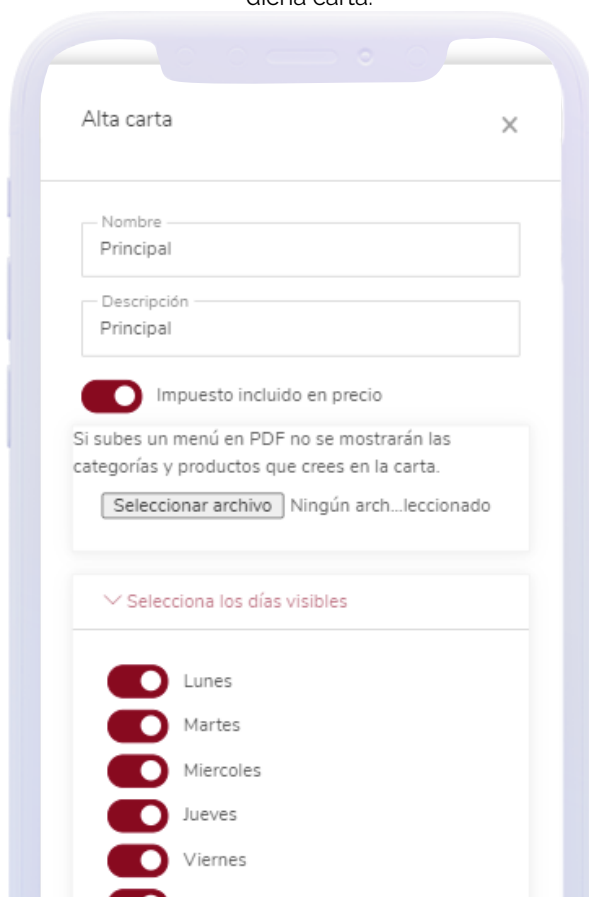 dicha carta.
Alta carta
Nombre
Principal
Descripción
Principal
Impuesto incluido en precio
Si subes un menú en PDF no se mostrarán las
categorías y productos que crees en la carta.
Seleccionar archivo Ningún arch...leccionado
Selecciona los días visibles
Lunes
Martes
Miercoles
Jueves
Viernes